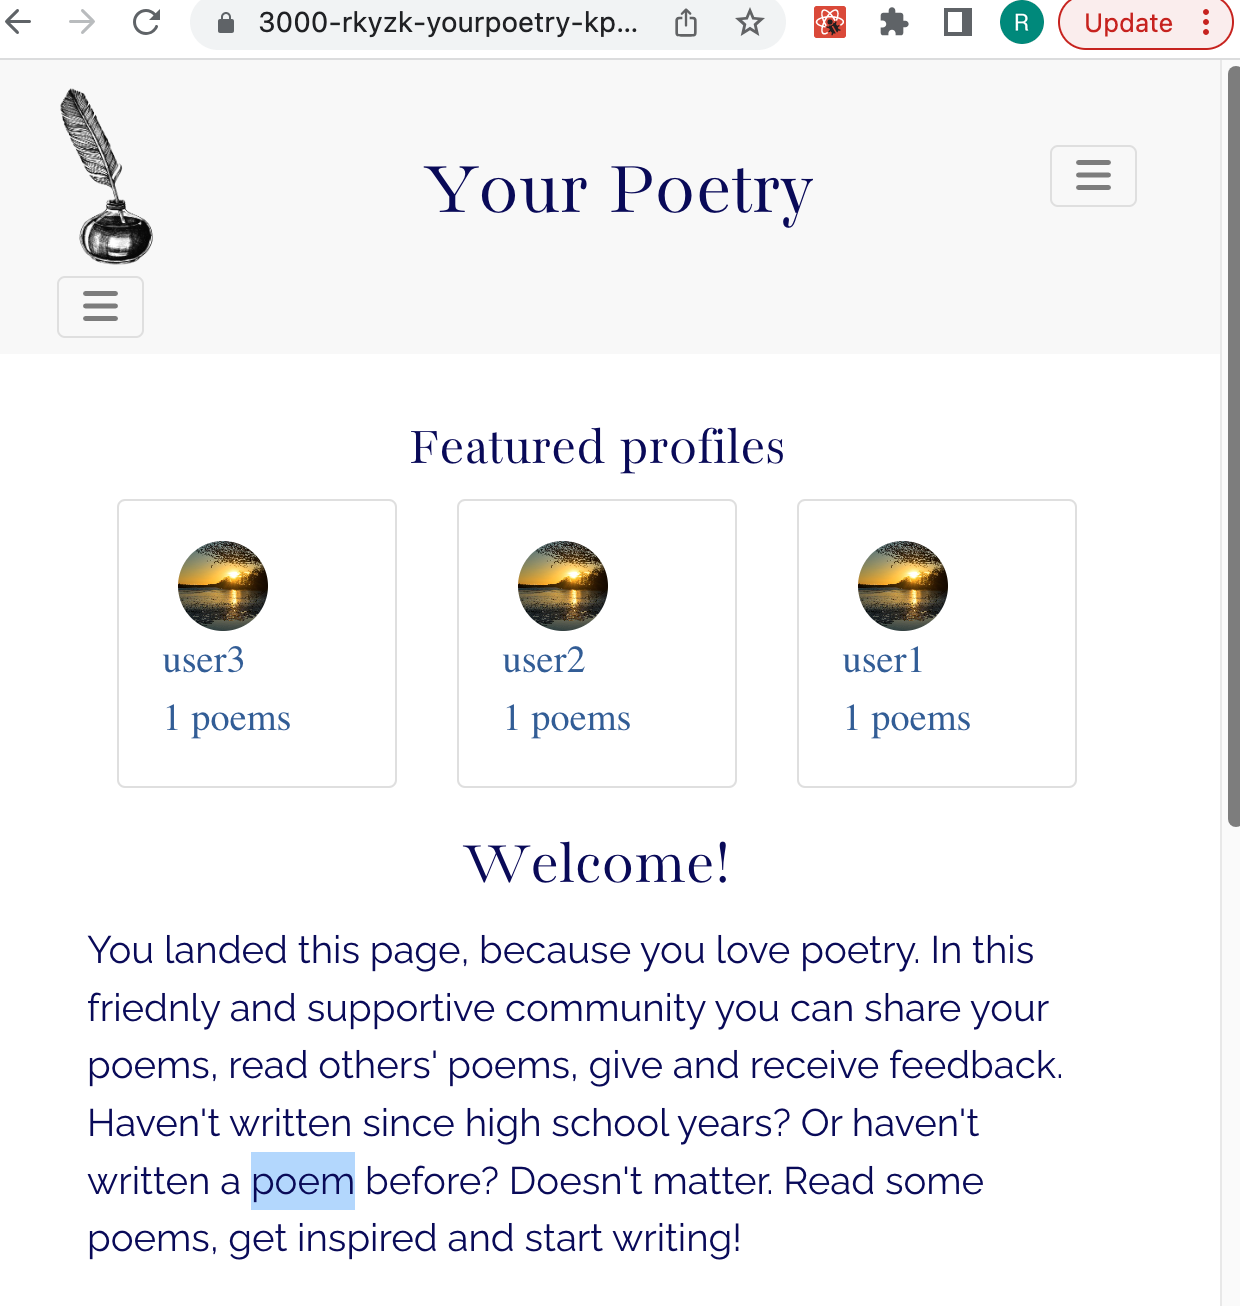 3000-rkyzk-yourpoetry-kp...
R
Update
Your Poetry
Featured profiles
user3
1 poems
user2
1 poems
user1
1 poems
Welcome!
You landed this page, because you love poetry. In this
friednly and supportive community you can share your
poems, read others' poems, give and receive feedback.
Haven't written since high school years? Or haven't
written a poem before? Doesn't matter. Read some
poems, get inspired and start writing!